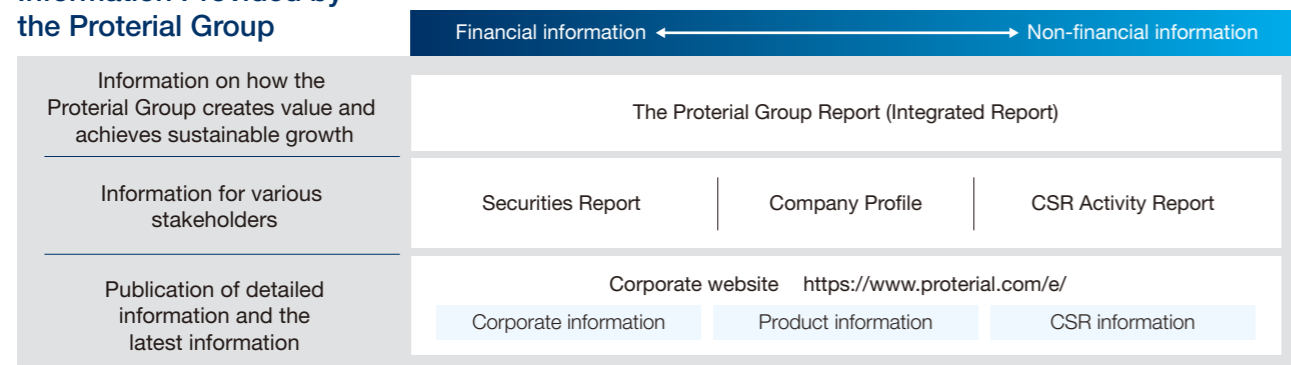 Information Provided by
the Proterial Group
Financial information
Non-financial information
Information on how the
Proterial Group creates value and
achieves sustainable growth
The Proterial Group Report (Integrated Report)
Information for various
stakeholders
Securities Report
Company Profile
CSR Activity Report
Publication of detailed
information and the
latest information
Corporate website https://www.proterial.com/e/
Corporate information
Product information
CSR information